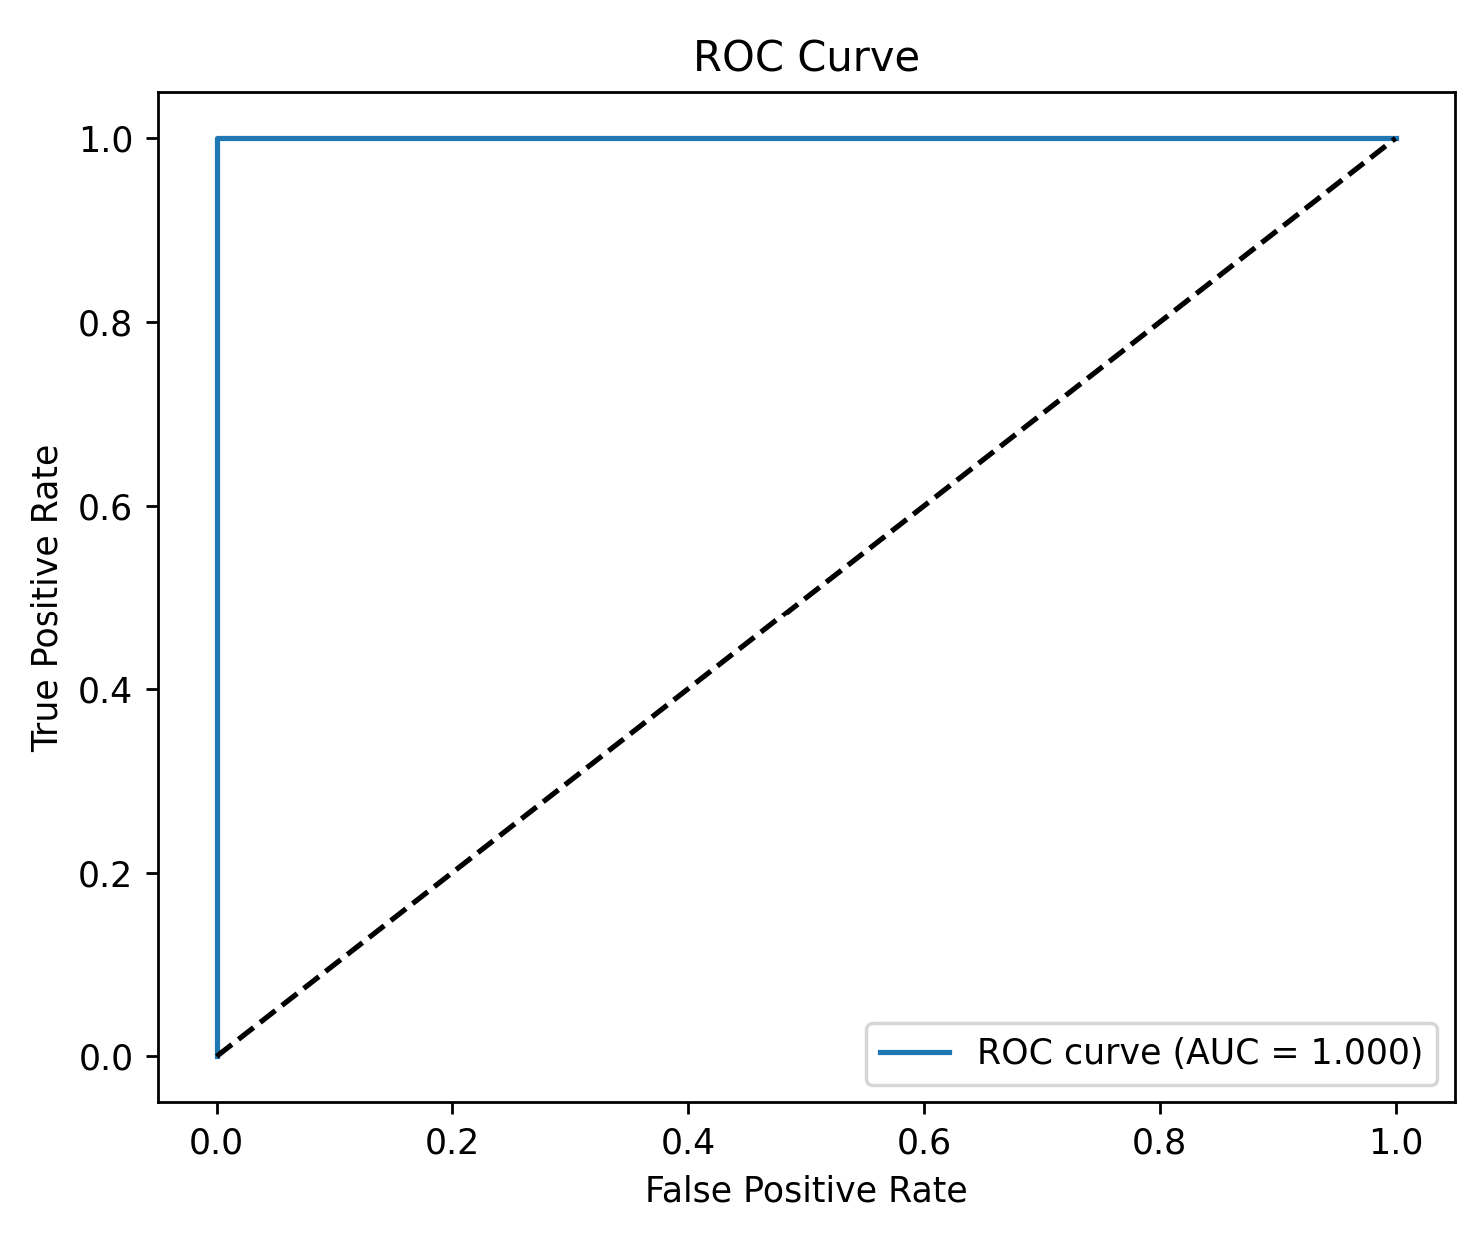 ROC Curve
1.0
0.8
0.6
0.4
0.2
0.0
True Positive Rate
ROC curve (AUC = 1.000)
0.0 0.2 0.4 0.6 0.8 1.0
False Positive Rate